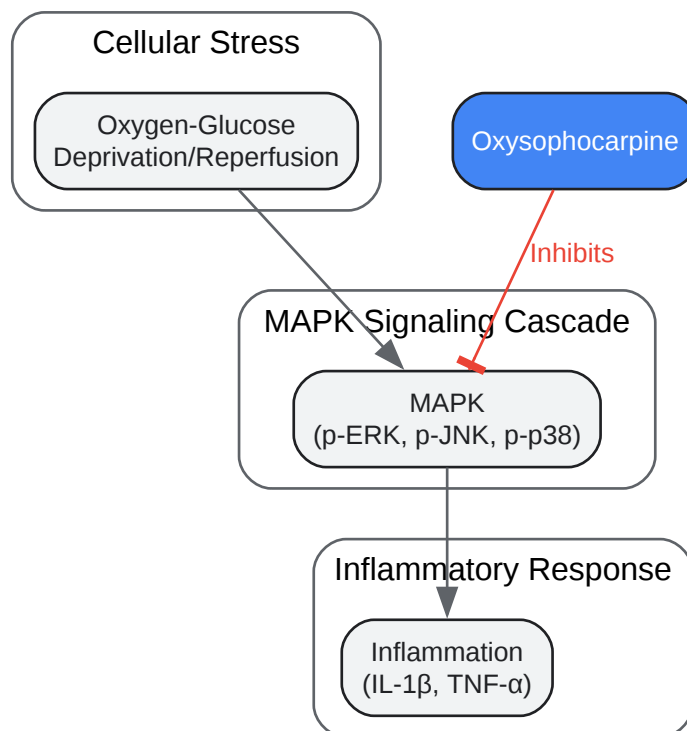 Cellular Stress
Oxygen-Glucose
Deprivation/Reperfusion
Oxysophocarpine
Inhibits
MAPK Signaling Cascade
MAPK
(p-ERK, p-JNK, p-p38)
Inflammatory Response
Inflammation
(IL-1β, TNF-α)